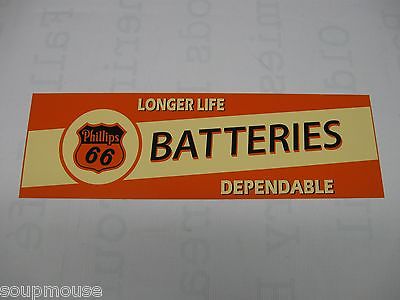 LONGER LIFE
Phillips
66
BATTERIES
DEPENDABLE
soupmouse